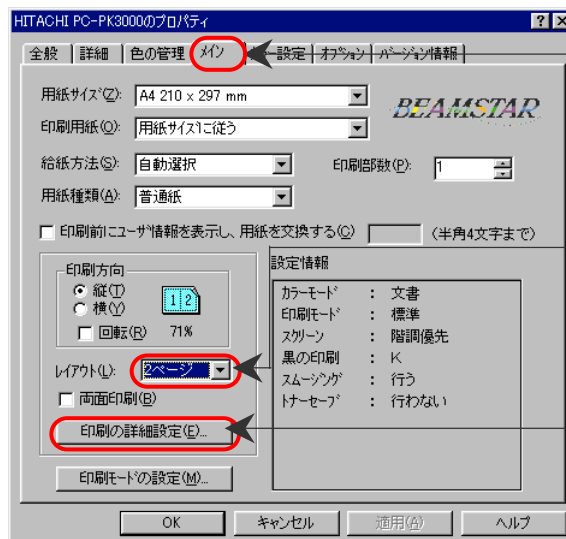 HITACHI PC-PK3000のプロパティ
全般 詳細 色の管理 ﾒｲﾝ 設定 ｵﾌﾟｼｮﾝ ﾊﾞｰｼﾞｮﾝ情報
用紙ｻｲｽﾞ(Z): A4 210 x 297 mm
BEAMSTAR
印刷用紙(O): 用紙ｻｲｽﾞに従う
給紙方法(S): 自動選択 印刷部数(P): 1
用紙種類(A): 普通紙
印刷前にﾕｰｻﾞ情報を表示し、用紙を交換する(C) (半角4文字まで)
印刷方向
縦(T)
横(Y)
1 2
回転(R) 71%
ﾚｲｱｳﾄ(L): 2ﾍﾟｰｼﾞ
両面印刷(B)
印刷の詳細設定(E)...
印刷ﾓｰﾄﾞの設定(M)...
設定情報
ｶﾗｰﾓｰﾄﾞ : 文書
印刷ﾓｰﾄﾞ : 標準
ｽｸﾘｰﾝ : 階調優先
黒の印刷 : K
ｽﾑｰｼﾞﾝｸﾞ : 行う
ﾄﾅｰｾｰﾌﾞ : 行わない
OK キャンセル 適用(A) ヘルプ